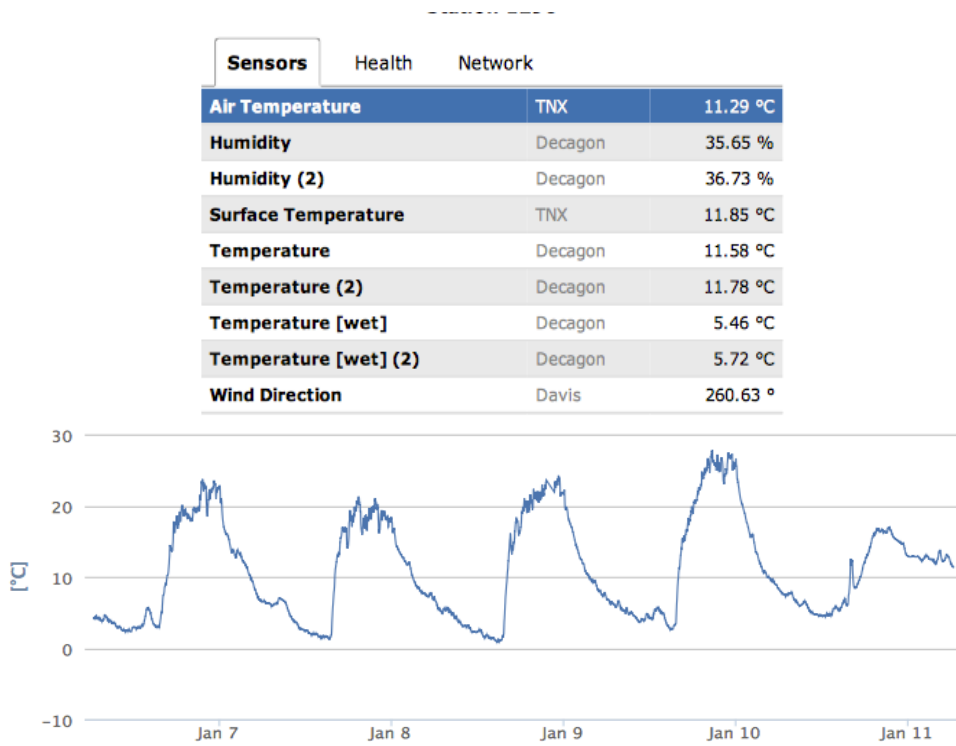 Sensors Health Network
Air Temperature TNX 11.29 °C
Humidity Decagon 35.65 %
Humidity (2) Decagon 36.73 %
Surface Temperature TNX 11.85 °C
Temperature Decagon 11.58 °C
Temperature (2) Decagon 11.78 °C
Temperature [wet] Decagon 5.46 °C
Temperature [wet] (2) Decagon 5.72 °C
Wind Direction Davis 260.63 °
30
20
10
0
-10
[°C]
Jan 7 Jan 8 Jan 9 Jan 10 Jan 11